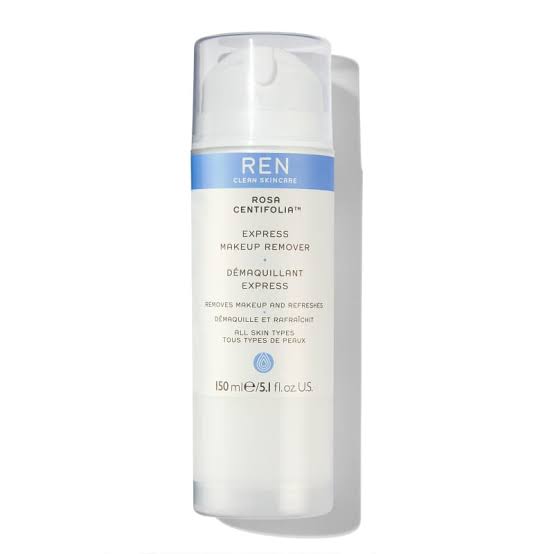 REN
CLEAN SKINCARE
ROSA
CENTIFOLIA™
EXPRESS
MAKEUP REMOVER
DÉMAQUILLANT
EXPRESS
REMOVES MAKEUP AND REFRESHES
DÉMAQUILLE ET RAFRAÎCHIT
ALL SKIN TYPES
TOUS TYPES DE PEAUX
150 ml℮/5.1 fl.oz.U.S.